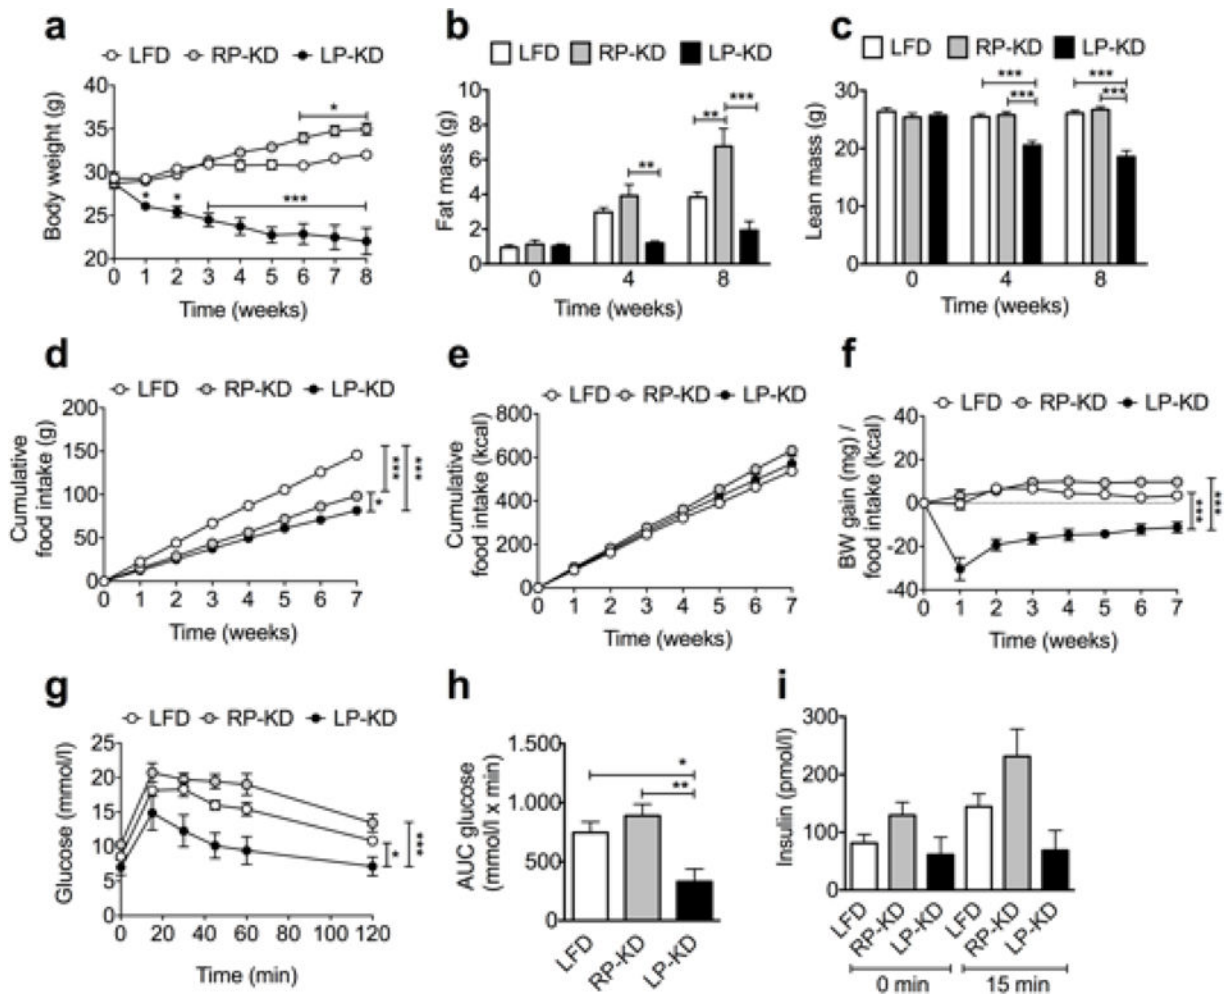 a
LFD RP-KD LP-KD
Body weight (g)
40
35
30
25
20
* * *** *
0 1 2 3 4 5 6 7 8
Time (weeks)
b
LFD RP-KD LP-KD
Fat mass (g)
10
8
6
4
2
0
** ** ***
0 4 8
Time (weeks)
c
LFD RP-KD LP-KD
Lean mass (g)
30
20
10
0
*** *** *** ***
0 4 8
Time (weeks)
d
LFD RP-KD LP-KD
Cumulative
food intake (g)
200
150
100
50
0
*** * ***
0 1 2 3 4 5 6 7
Time (weeks)
e
LFD RP-KD LP-KD
Cumulative
food intake (kcal)
800
600
400
200
0
0 1 2 3 4 5 6 7
Time (weeks)
f
LFD RP-KD LP-KD
BW gain (mg) /
food intake (kcal)
40
20
0
-20
-40
*** ***
0 1 2 3 4 5 6 7
Time (weeks)
g
LFD RP-KD LP-KD
Glucose (mmol/l)
25
20
15
10
5
0
* ***
0 20 40 60 80 100 120
Time (min)
h
AUC glucose
(mmol/l x min)
1.500
1.000
500
0
*
**
LFD RP-KD LP-KD
i
Insulin (pmol/l)
300
200
100
0
LFD RP-KD LP-KD LFD RP-KD LP-KD
0 min 15 min